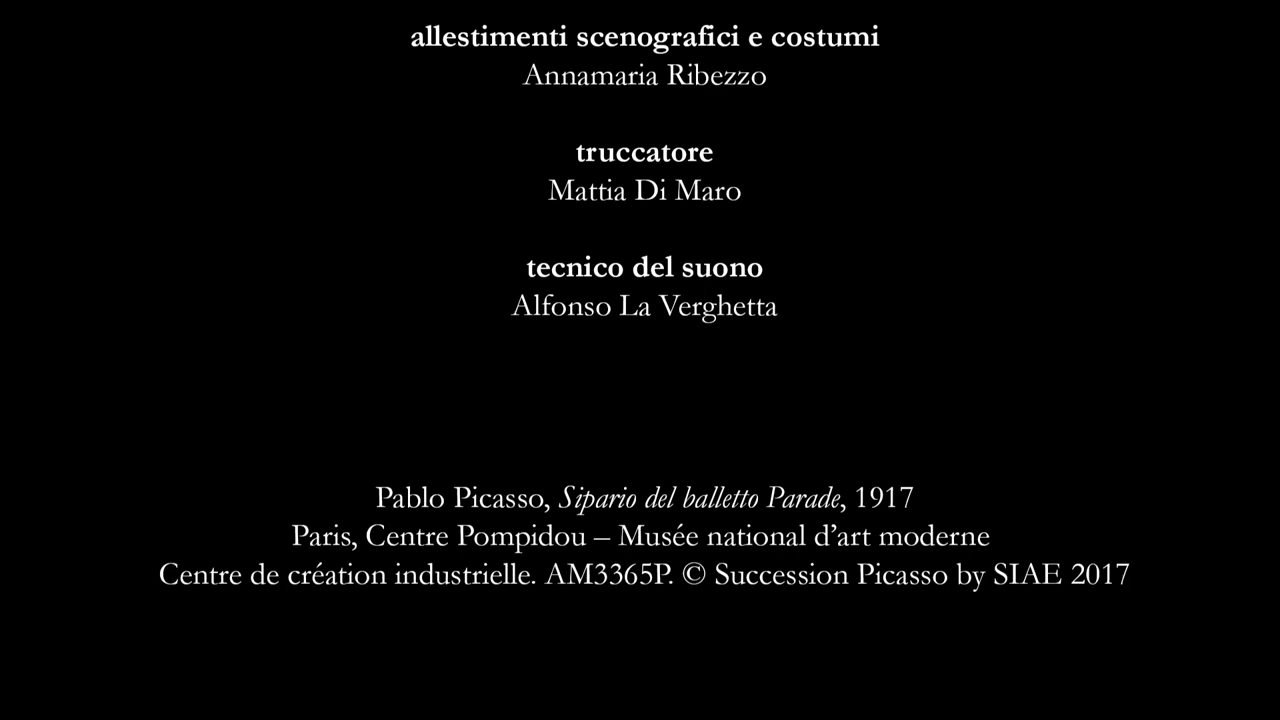 allestimenti scenografici e costumi
Annamaria Ribezzo
truccatore
Mattia Di Maro
tecnico del suono
Alfonso La Verghetta
Pablo Picasso, Sipario del balletto Parade, 1917
Paris, Centre Pompidou – Musée national d’art moderne
Centre de création industrielle. AM3365P. © Succession Picasso by SIAE 2017